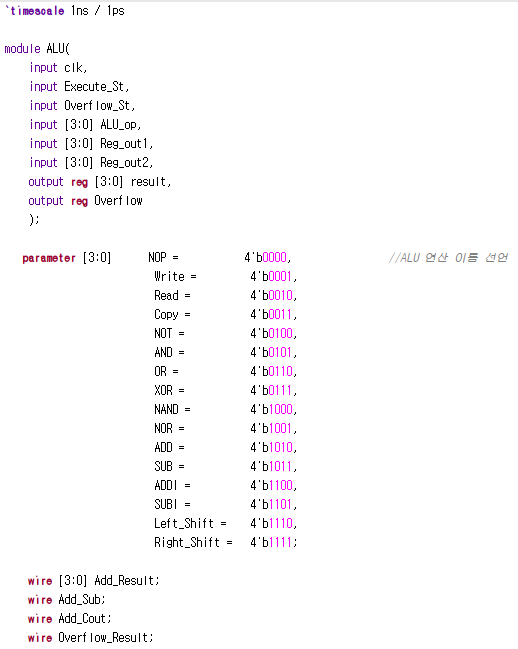 `timescale 1ns / 1ps
module ALU(
input clk,
input Execute_St,
input Overflow_St,
input [3:0] ALU_op,
input [3:0] Reg_out1,
input [3:0] Reg_out2,
output reg [3:0] result,
output reg Overflow
);
parameter [3:0] NOP = 4'b0000, //ALU 연산 이름 선언
Write = 4'b0001,
Read = 4'b0010,
Copy = 4'b0011,
NOT = 4'b0100,
AND = 4'b0101,
OR = 4'b0110,
XOR = 4'b0111,
NAND = 4'b1000,
NOR = 4'b1001,
ADD = 4'b1010,
SUB = 4'b1011,
ADDI = 4'b1100,
SUBI = 4'b1101,
Left_Shift = 4'b1110,
Right_Shift = 4'b1111;
wire [3:0] Add_Result;
wire Add_Sub;
wire Add_Cout;
wire Overflow_Result;